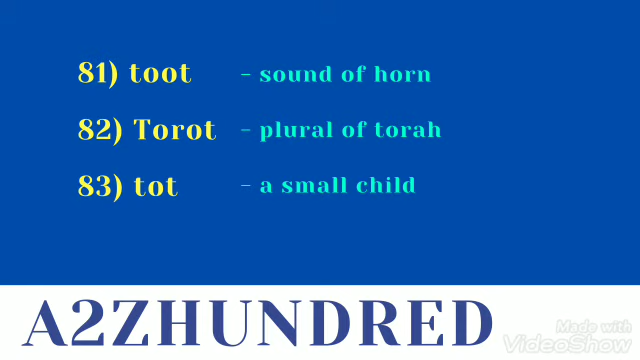 81) toot - sound of horn
82) Torot - plural of torah
83) tot - a small child
A2ZHUNDRED
Made with
VideoShow